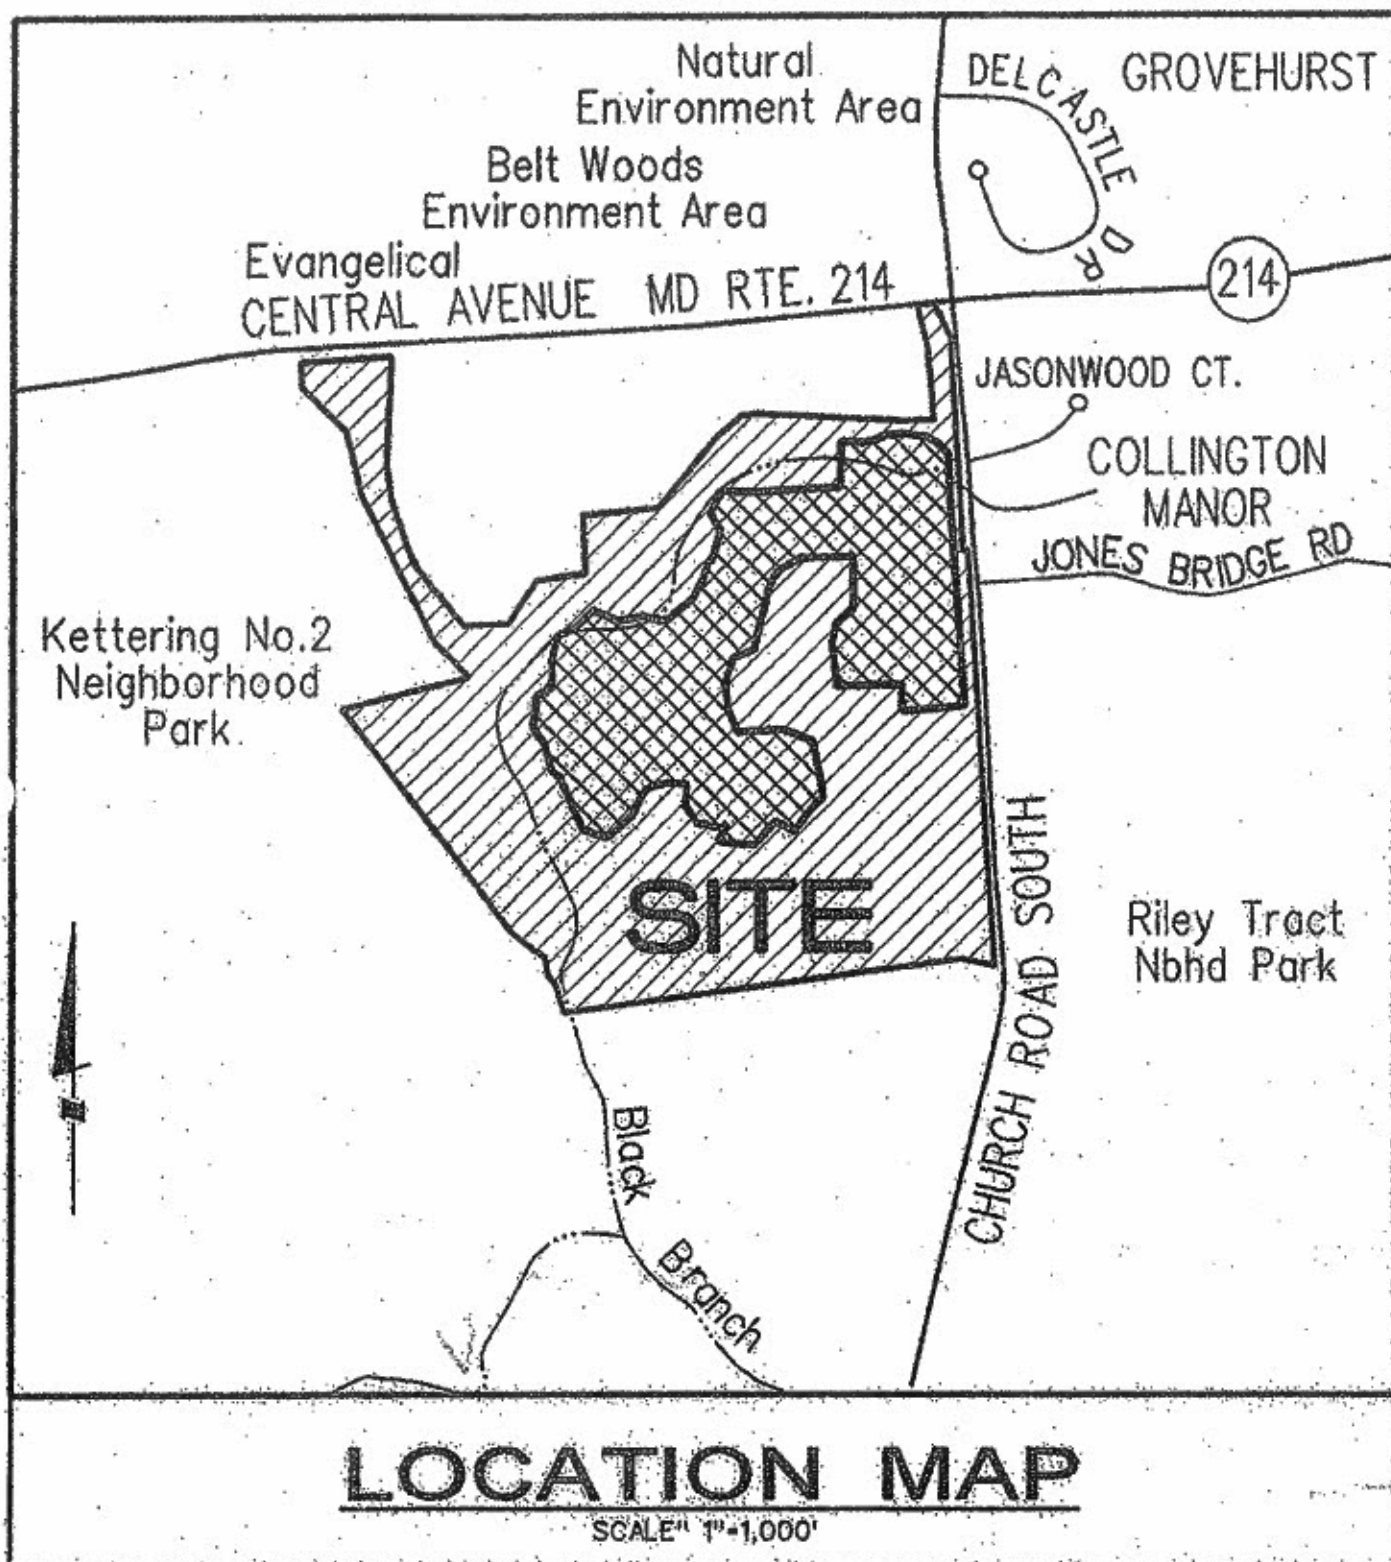 Natural
Environment Area
DELCASTLE DR
GROVEHURST
Belt Woods
Environment Area
Evangelical
CENTRAL AVENUE MD RTE. 214
214
JASONWOOD CT.
COLLINGTON
MANOR
JONES BRIDGE RD
Kettering No.2
Neighborhood
Park
SITE
CHURCH ROAD SOUTH
Riley Tract
Nbhd Park
Black
Branch
LOCATION MAP
SCALE" 1"=1,000'